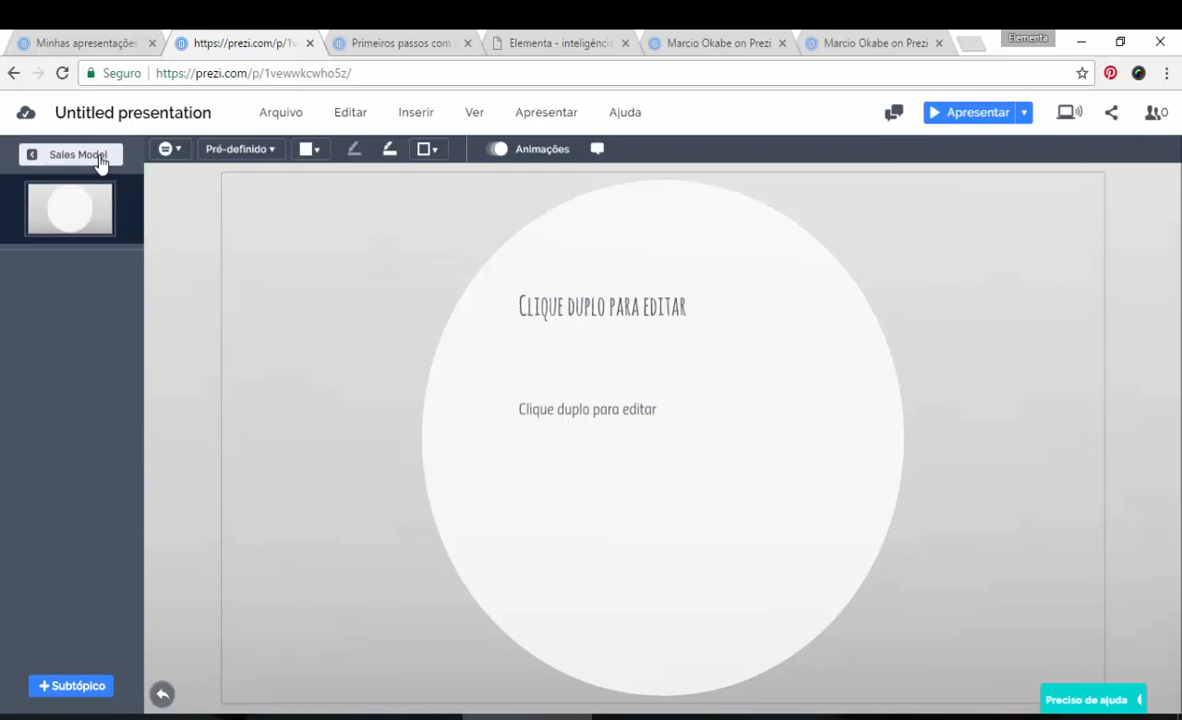 Minhas apresentaçõe
https://prezi.com/p/1v
Primeiros passos com
Elementa - inteligênci
Marcio Okabe on Prezi
Marcio Okabe on Prezi
Elementa
Seguro
https://prezi.com/p/1vewwkcwho5z/
Untitled presentation
Arquivo
Editar
Inserir
Ver
Apresentar
Ajuda
Apresentar
0
Sales Model
Pré-definido
Animações
Clique duplo para editar
Clique duplo para editar
+ Subtópico
Preciso de ajuda